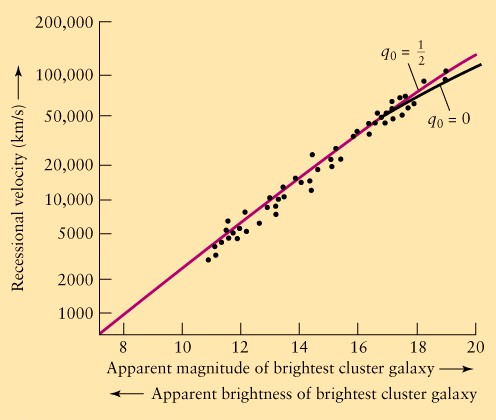 200,000
100,000
50,000
20,000
10,000
5000
2000
1000
Recessional velocity (km/s) →
q₀ = 1/2
q₀ = 0
8 10 12 14 16 18 20
Apparent magnitude of brightest cluster galaxy →
← Apparent brightness of brightest cluster galaxy